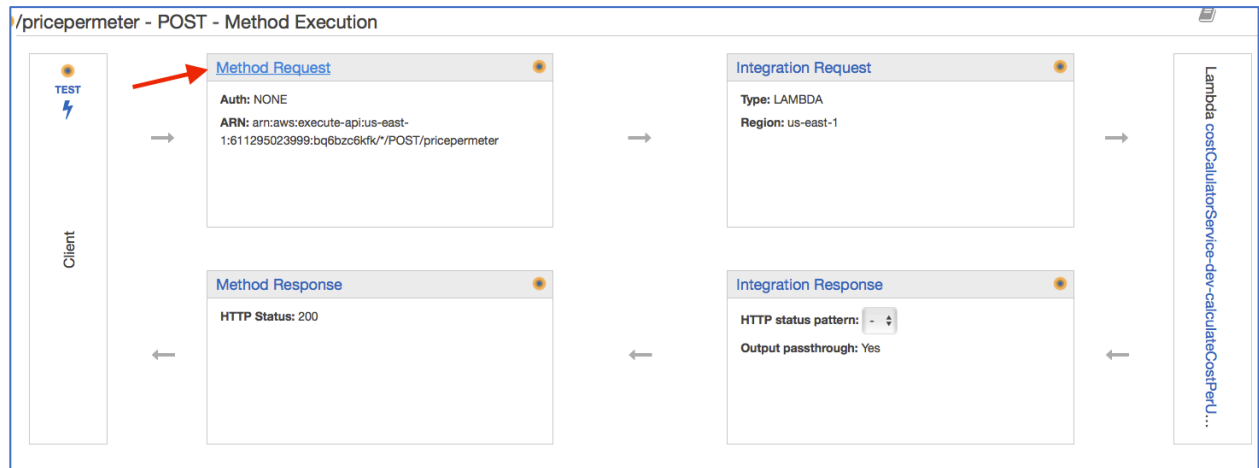 /pricepermeter - POST - Method Execution
TEST
Client
Method Request
Auth: NONE
ARN: arn:aws:execute-api:us-east-
1:611295023999:bq6bzc6kfk/*/POST/pricepermeter
Integration Request
Type: LAMBDA
Region: us-east-1
Lambda costCalulatorService-dev-calculateCostPerU...
Method Response
HTTP Status: 200
Integration Response
HTTP status pattern: -
Output passthrough: Yes